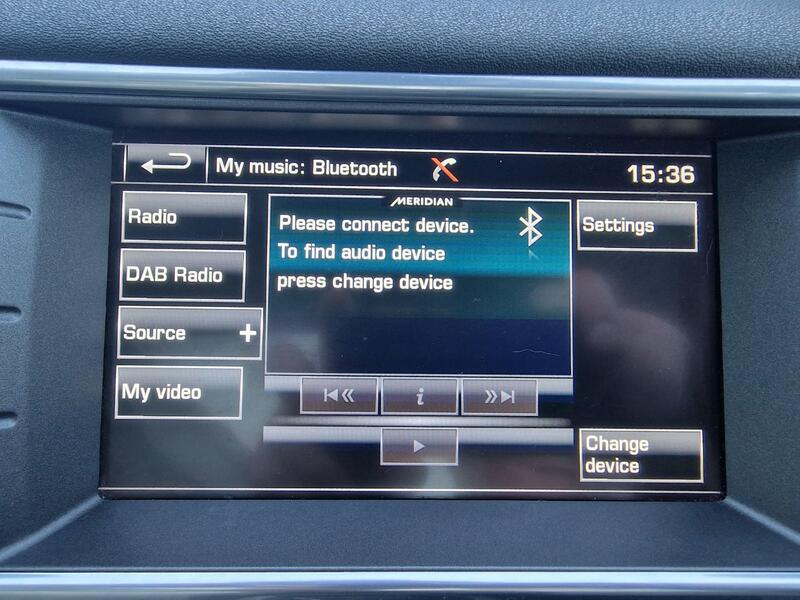 My music: Bluetooth
15:36
Radio
DAB Radio
Source +
My video
MERIDIAN
Please connect device.
To find audio device
press change device
i
Settings
Change
device